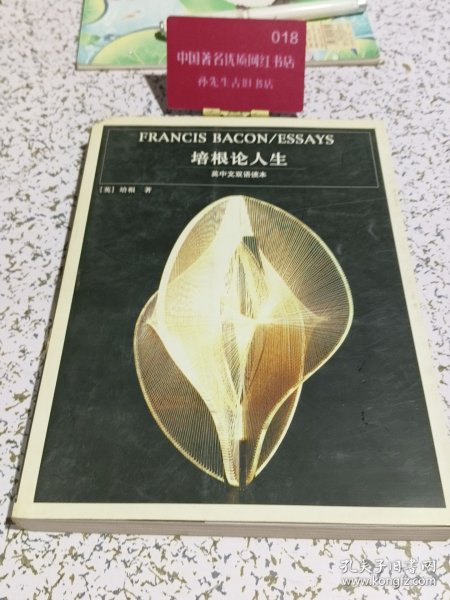 018
中国著名优质网红书店
孙先生古旧书店
FRANCIS BACON/ESSAYS
培根论人生
英中文双语读本
[英] 培根 著
孔夫子旧书网
www.kongfz.com